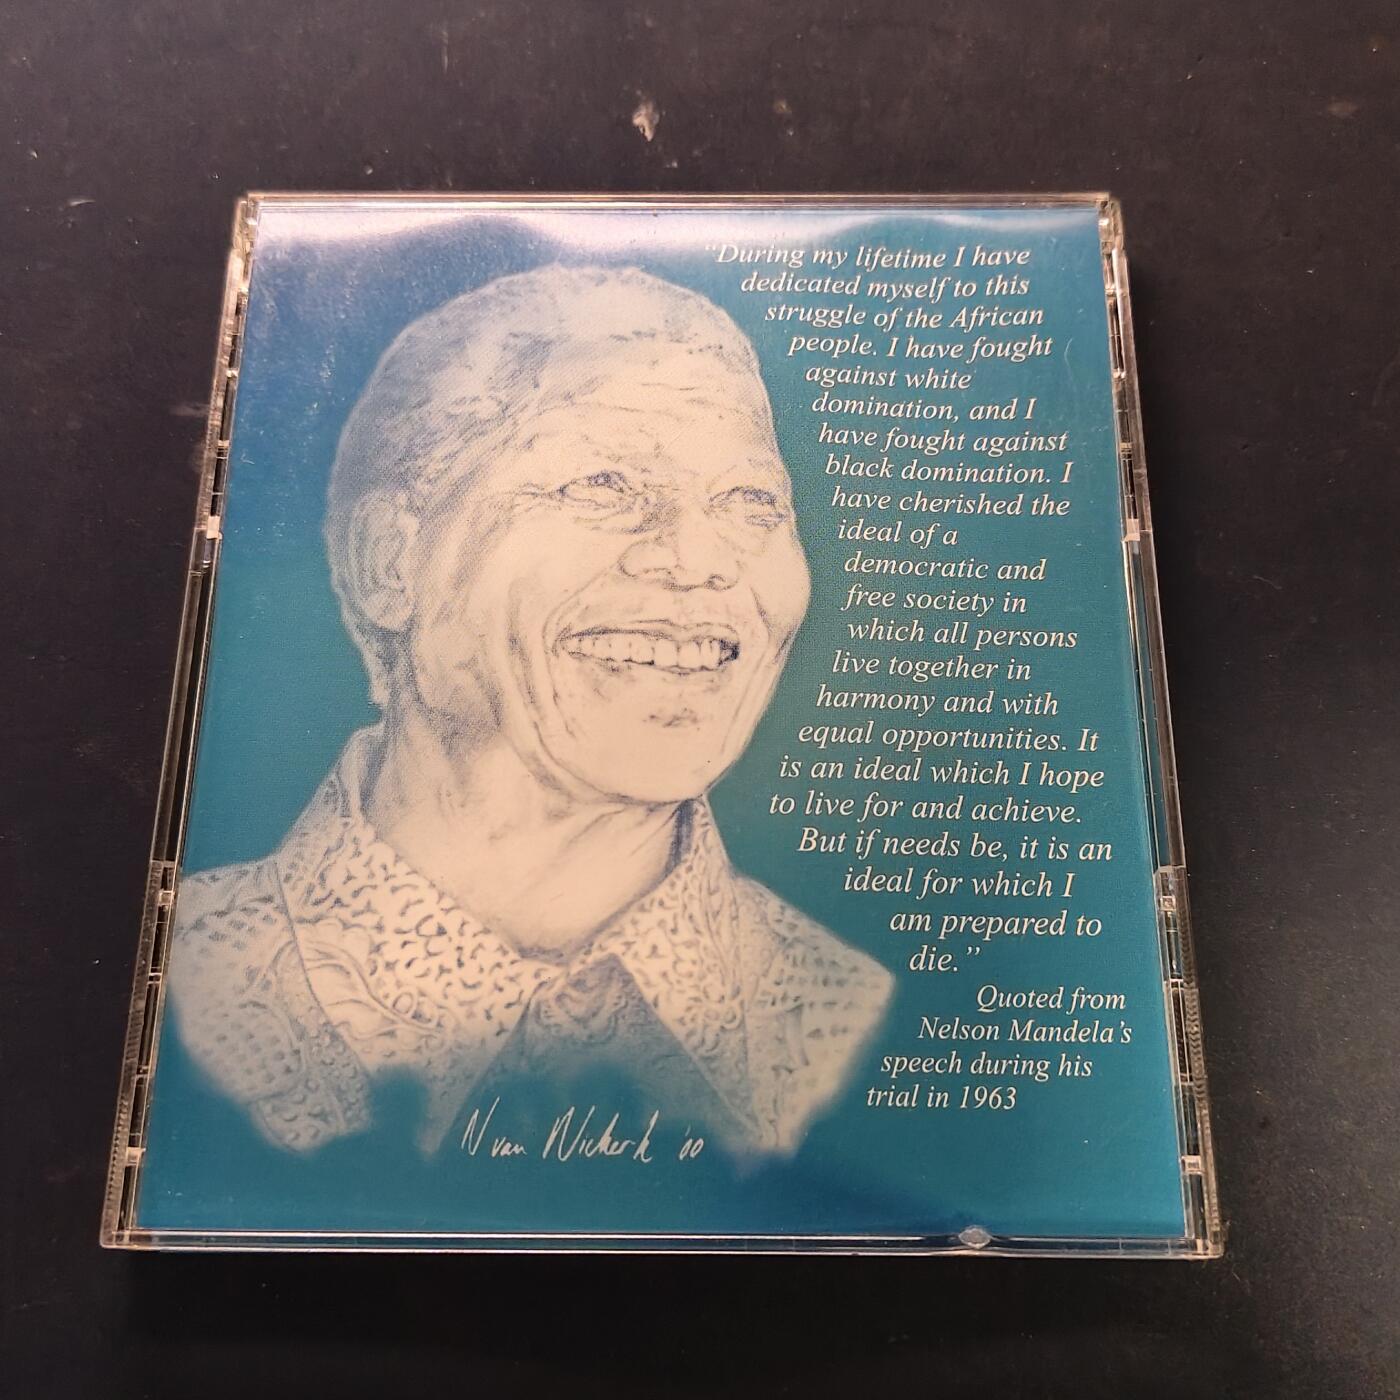 “During my lifetime I have
dedicated myself to this
struggle of the African
people. I have fought
against white
domination, and I
have fought against
black domination. I
have cherished the
ideal of a
democratic and
free society in
which all persons
live together in
harmony and with
equal opportunities. It
is an ideal which I hope
to live for and achieve.
But if needs be, it is an
ideal for which I
am prepared to
die.”
Quoted from
Nelson Mandela's
speech during his
trial in 1963
N van Niekerk '00